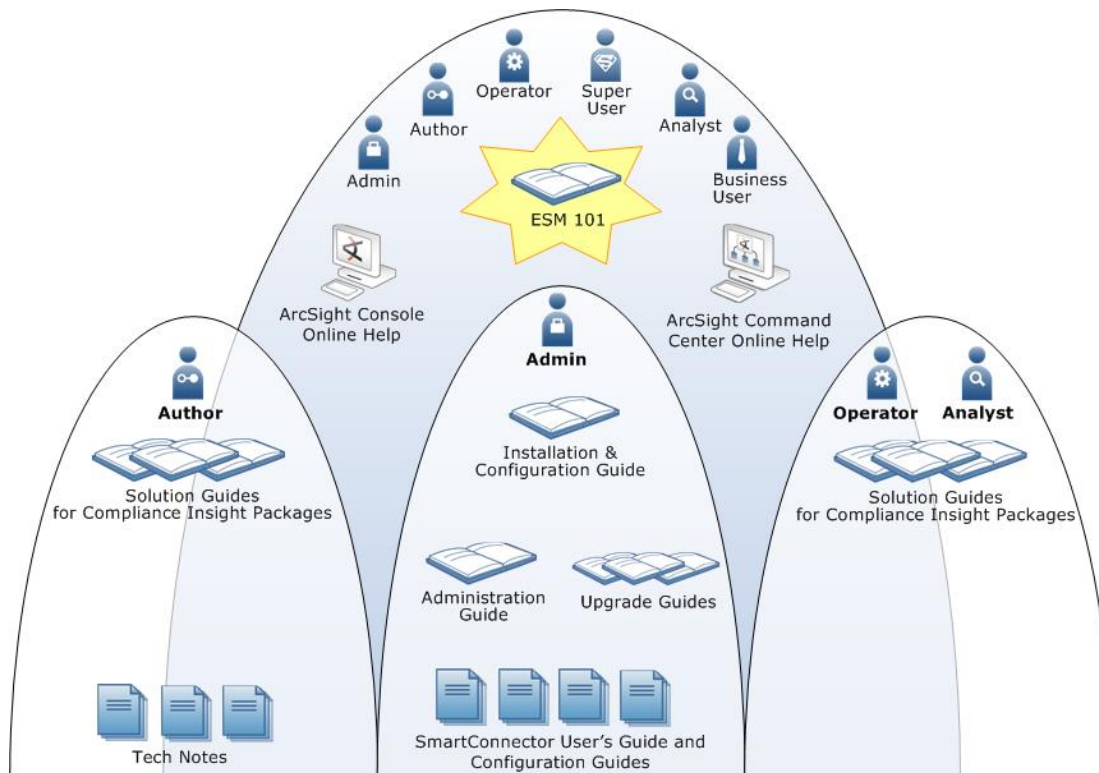 Operator
Super
User
Author
Analyst
Admin
Business
User
ESM 101
ArcSight Console
Online Help
ArcSight Command
Center Online Help
Author
Solution Guides
for Compliance Insight Packages
Tech Notes
Admin
Installation &
Configuration Guide
Administration
Guide
Upgrade Guides
SmartConnector User's Guide and
Configuration Guides
Operator
Analyst
Solution Guides
for Compliance Insight Packages